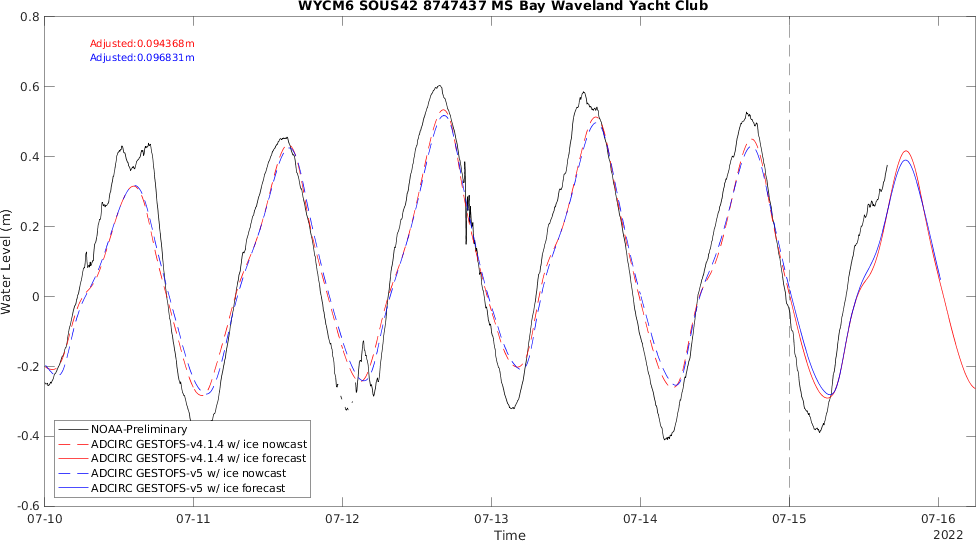 WYCM6 SOUS42 8747437 MS Bay Waveland Yacht Club
Adjusted:0.094368m
Adjusted:0.096831m
Water Level (m)
0.8
0.6
0.4
0.2
0
-0.2
-0.4
-0.6
NOAA-Preliminary
ADCIRC GESTOFS-v4.1.4 w/ ice nowcast
ADCIRC GESTOFS-v4.1.4 w/ ice forecast
ADCIRC GESTOFS-v5 w/ ice nowcast
ADCIRC GESTOFS-v5 w/ ice forecast
07-10 07-11 07-12 07-13 07-14 07-15 07-16
Time
2022